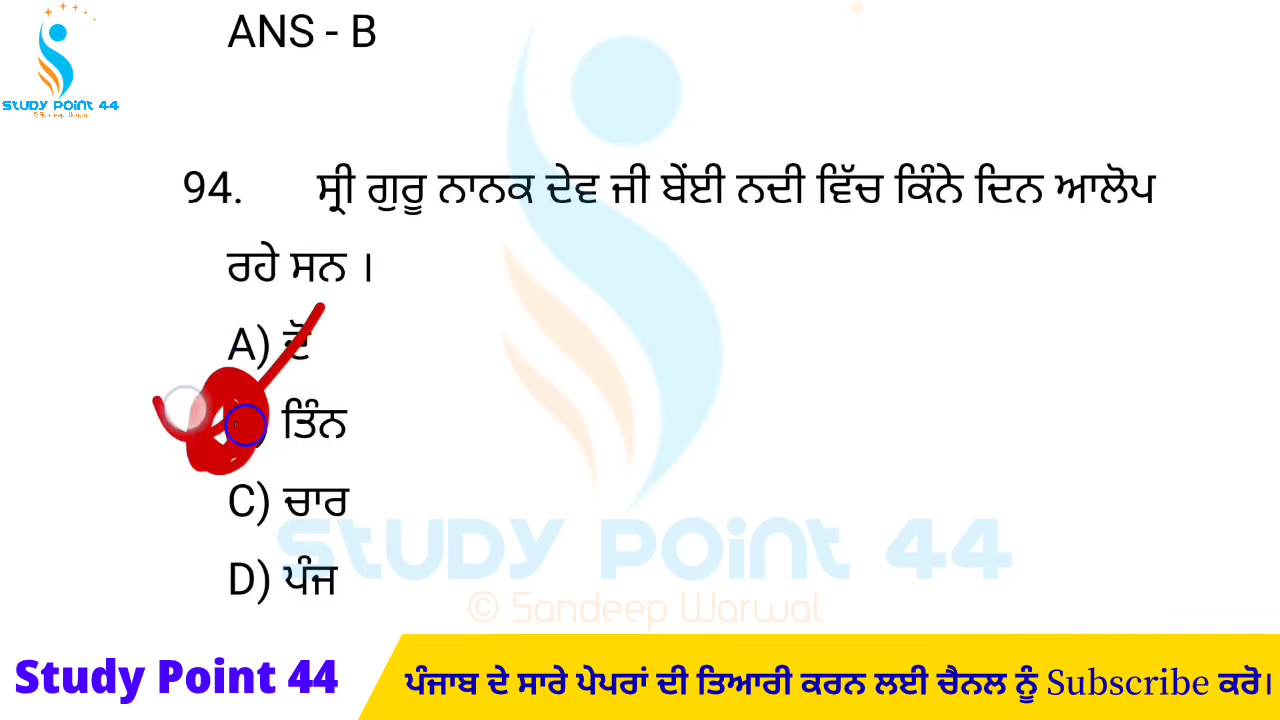 ANS - B
STUDY POINT 44
94. ਸ੍ਰੀ ਗੁਰੂ ਨਾਨਕ ਦੇਵ ਜੀ ਬੇਂਈ ਨਦੀ ਵਿੱਚ ਕਿੰਨੇ ਦਿਨ ਆਲੋਪ
ਰਹੇ ਸਨ ।
A) ਦੋ
ਤਿੰਨ
C) ਚਾਰ
STUDY POINT 44
D) ਪੰਜ
© Sandeep Warwal
Study Point 44
ਪੰਜਾਬ ਦੇ ਸਾਰੇ ਪੇਪਰਾਂ ਦੀ ਤਿਆਰੀ ਕਰਨ ਲਈ ਚੈਨਲ ਨੂੰ Subscribe ਕਰੋ।